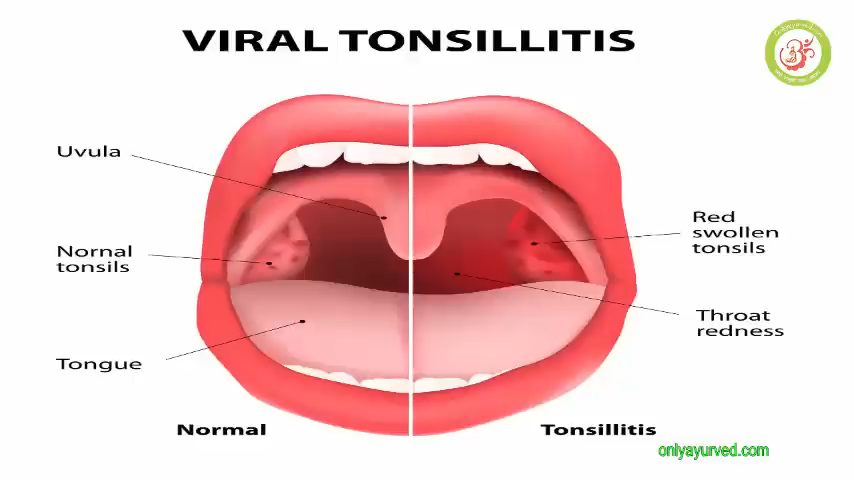 VIRAL TONSILLITIS
Uvula
Nornal
tonsils
Tongue
Red
swollen
tonsils
Throat
redness
Normal
Tonsillitis
onlyayurved.com